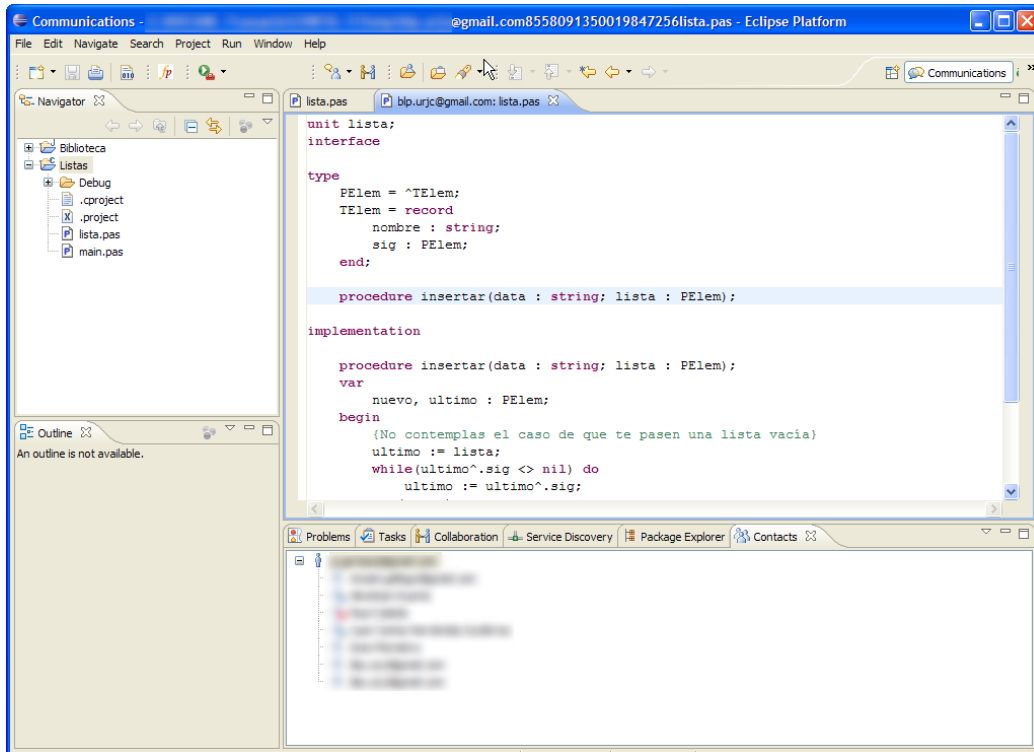 Communications - @gmail.com8558091350019847256lista.pas - Eclipse Platform
File Edit Navigate Search Project Run Window Help
Communications
Navigator
Biblioteca
Listas
Debug
.cproject
.project
lista.pas
main.pas
Outline
An outline is not available.
lista.pas
blp.urjc@gmail.com: lista.pas
unit lista;
interface
type
PElem = ^TElem;
TElem = record
nombre : string;
sig : PElem;
end;
procedure insertar(data : string; lista : PElem);
implementation
procedure insertar(data : string; lista : PElem);
var
nuevo, ultimo : PElem;
begin
{No contemplas el caso de que te pasen una lista vacía}
ultimo := lista;
while(ultimo^.sig <> nil) do
ultimo := ultimo^.sig;
Problems Tasks Collaboration Service Discovery Package Explorer Contacts